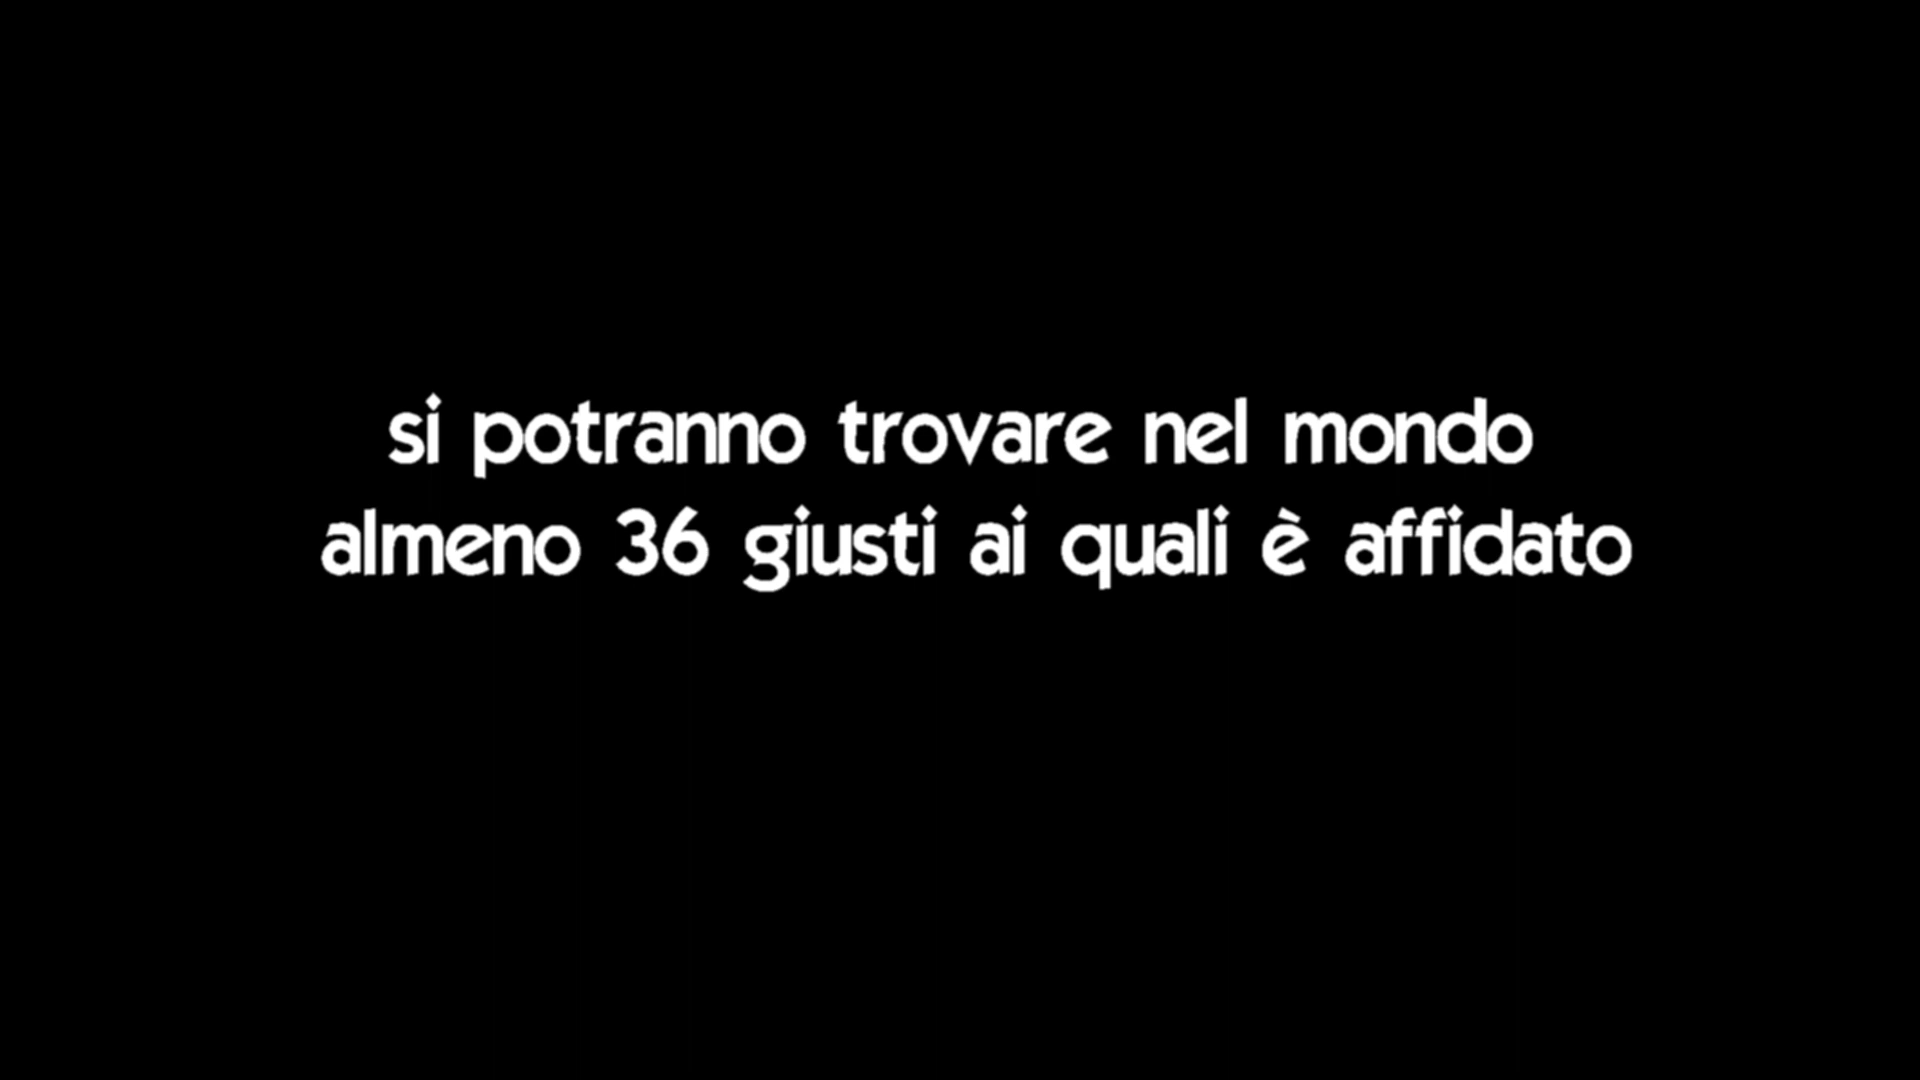 si potranno trovare nel mondo
almeno 36 giusti ai quali è affidato